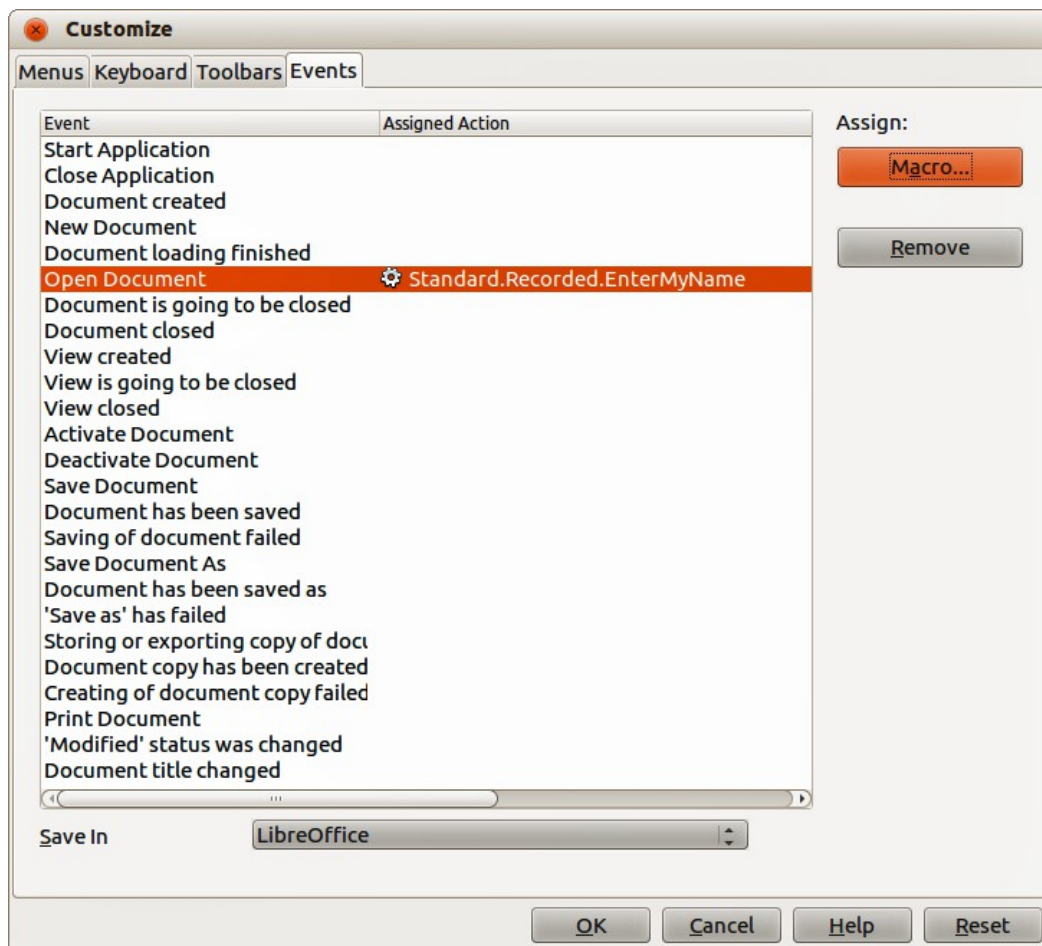 Customize
Menus Keyboard Toolbars Events
Event Assigned Action Assign:
Start Application
Macro...
Close Application
Document created
New Document
Remove
Document loading finished
Open Document Standard.Recorded.EnterMyName
Document is going to be closed
Document closed
View created
View is going to be closed
View closed
Activate Document
Deactivate Document
Save Document
Document has been saved
Saving of document failed
Save Document As
Document has been saved as
'Save as' has failed
Storing or exporting copy of docu
Document copy has been created
Creating of document copy failed
Print Document
'Modified' status was changed
Document title changed
Save In LibreOffice
OK Cancel Help Reset